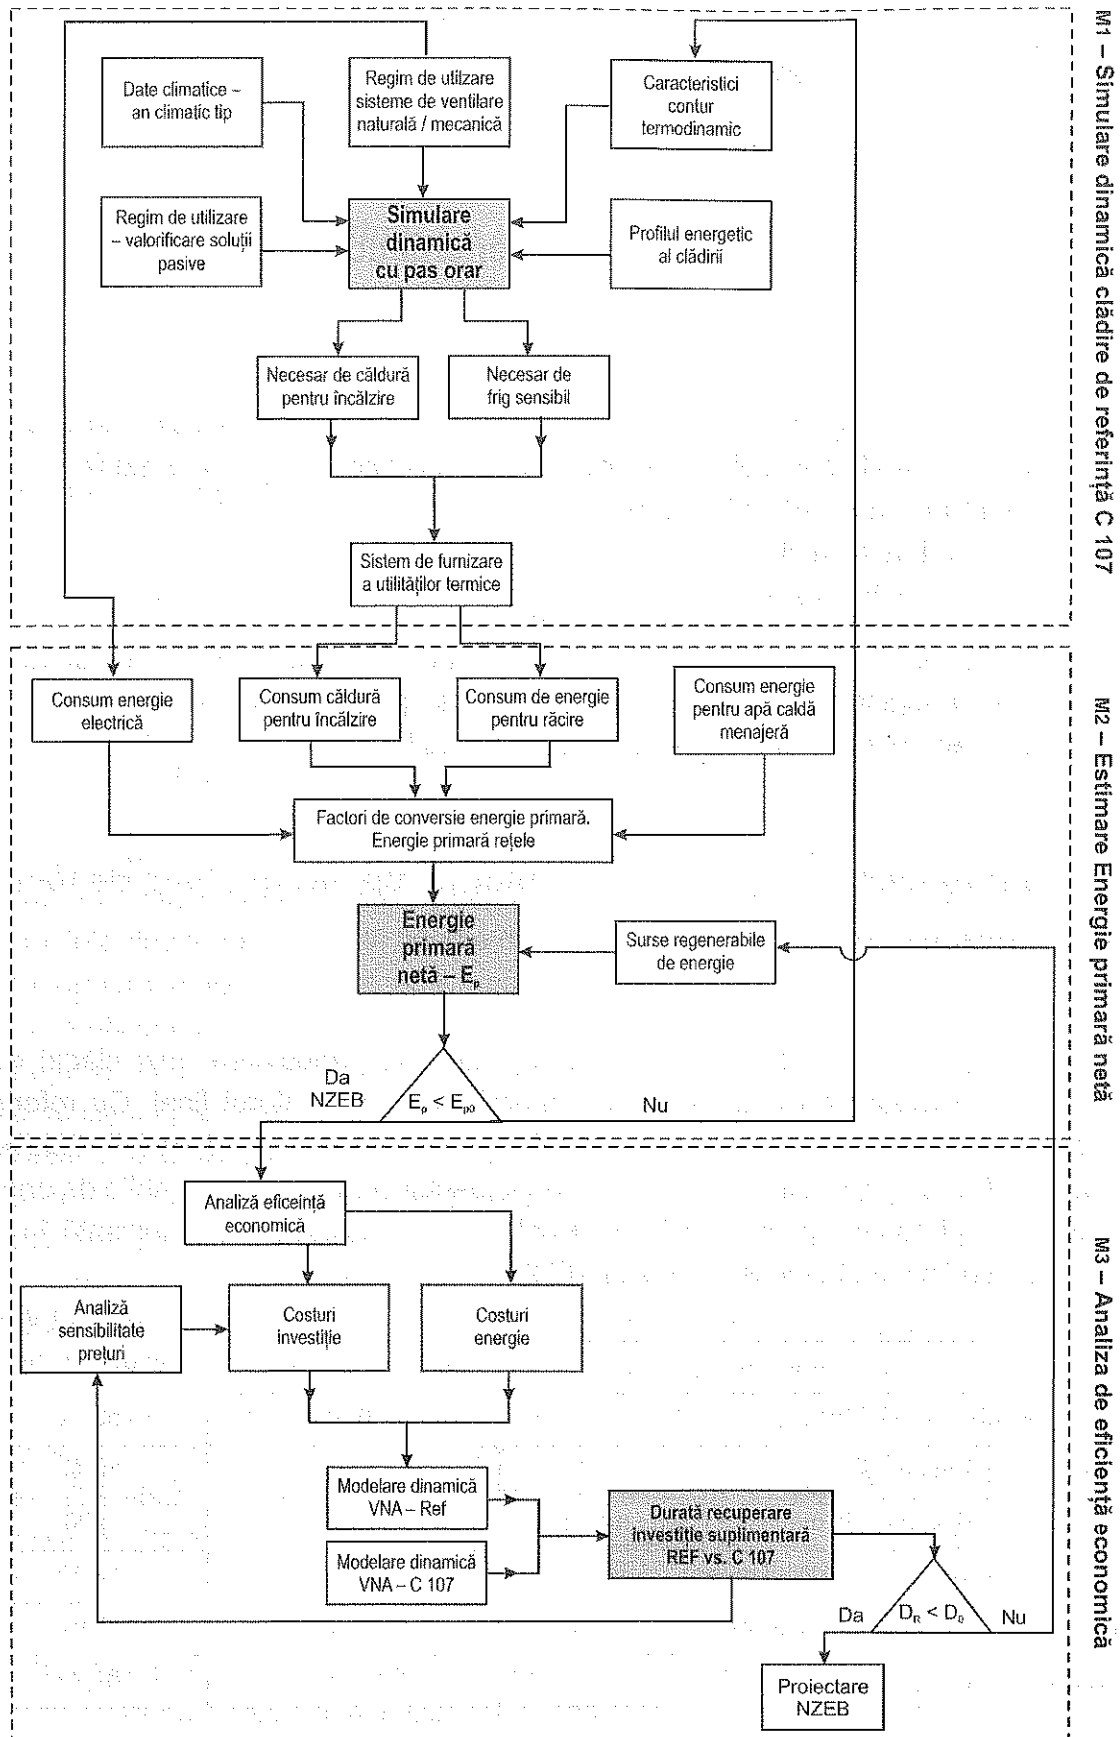 M1 – Simulare dinamică clădire de referință C 107
Date climatice –
an climatic tip
Regim de utilzare
sisteme de ventilare
naturală / mecanică
Caracteristici
contur
termodinamic
Regim de utilizare
– valorificare soluții
pasive
Simulare
dinamică
cu pas orar
Profilul energetic
al clădirii
Necesar de căldură
pentru încălzire
Necesar de
frig sensibil
Sistem de furnizare
a utilităților termice
M2 – Estimare Energie primară netă
Consum energie
electrică
Consum căldură
pentru încălzire
Consum de energie
pentru răcire
Consum energie
pentru apă caldă
menajeră
Factori de conversie energie primară.
Energie primară rețele
Energie
primară
netă – Eₚ
Surse regenerabile
de energie
Da
NZEB
Eₚ < Eₚ₀
Nu
M3 – Analiza de eficiență economică
Analiză eficeință
economică
Analiză
sensibilitate
prețuri
Costuri
investiție
Costuri
energie
Modelare dinamică
VNA – Ref
Modelare dinamică
VNA – C 107
Durată recuperare
investiție suplimentară
REF vs. C 107
Da
D_R < D₀
Nu
Proiectare
NZEB